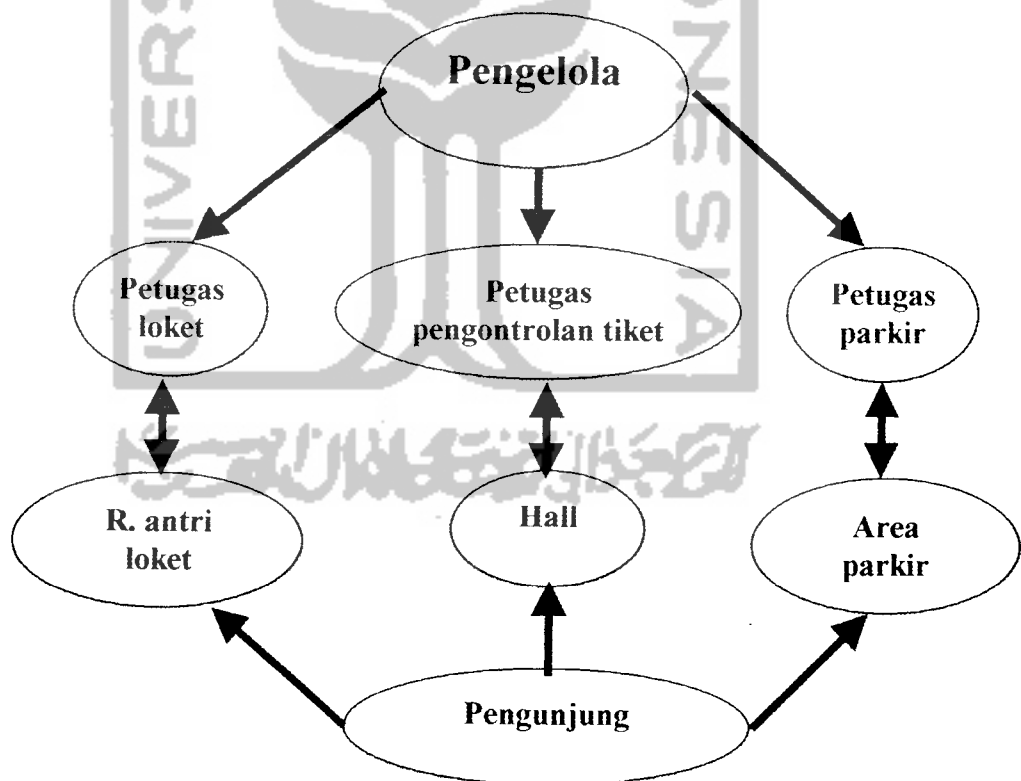 Pengelola
Petugas
loket
Petugas
pengontrolan tiket
Petugas
parkir
R. antri
loket
Hall
Area
parkir
Pengunjung